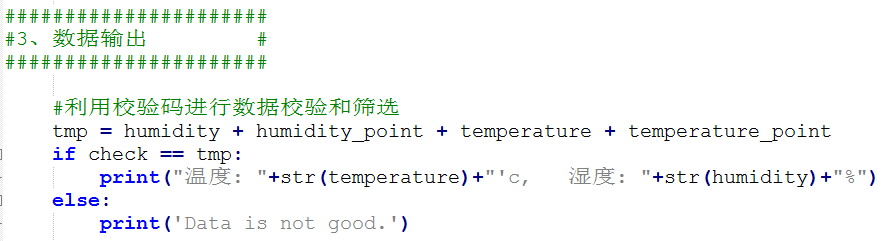 ######################
#3、数据输出         #
######################
#利用校验码进行数据校验和筛选
tmp = humidity + humidity_point + temperature + temperature_point
if check == tmp:
print("温度: "+str(temperature)+"'c,   湿度: "+str(humidity)+"%")
else:
print('Data is not good.')